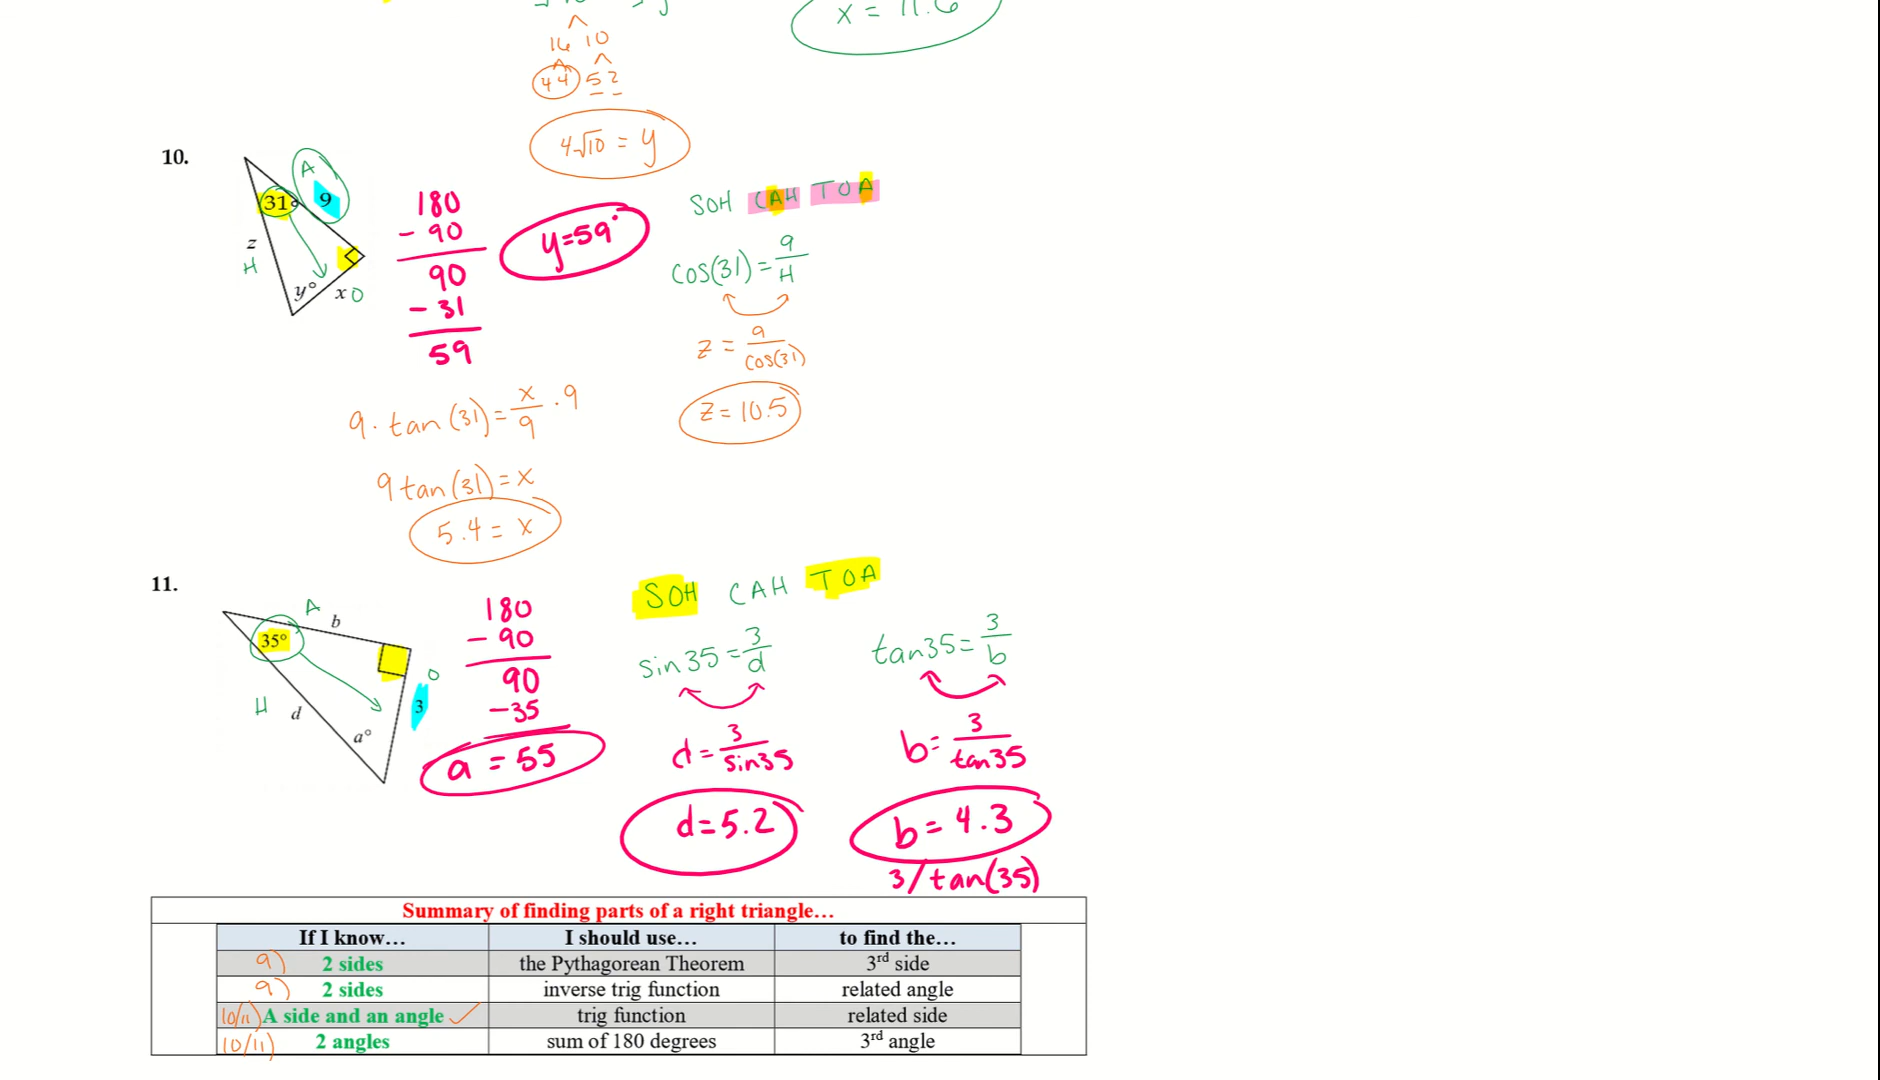 x = 11.6
16 10
4 4 5 2
4√10 = y
10.
A
31° 9
z
H
y° x O
180
- 90
90
- 31
59
y=59°
SOH CAH TOA
cos(31) = 9/H
z = 9/cos(31)
z = 10.5
9 · tan(31) = x/9 · 9
9 tan(31) = x
5.4 = x
11.
A
b
35°
O
3
H d
a°
180
- 90
90
-35
a = 55
SOH CAH TOA
sin35 = 3/d
d = 3/sin35
d=5.2
tan35 = 3/b
b= 3/tan35
b = 4.3
3/tan(35)
Summary of finding parts of a right triangle…
If I know… I should use… to find the…
9) 2 sides the Pythagorean Theorem 3rd side
9) 2 sides inverse trig function related angle
10/11) A side and an angle ✓ trig function related side
10/11) 2 angles sum of 180 degrees 3rd angle